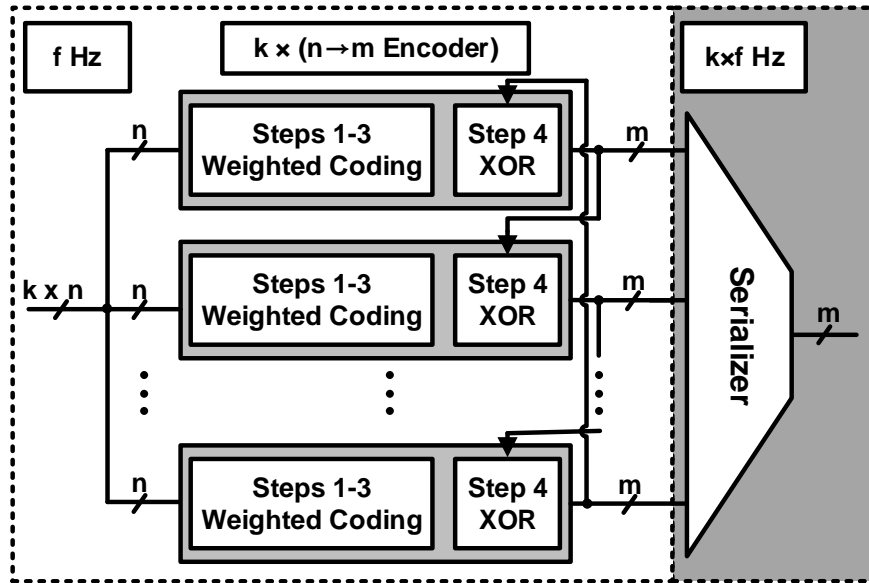 f Hz
k × (n→m Encoder)
k×f Hz
n
Steps 1-3
Weighted Coding
Step 4
XOR
m
k x n
n
Steps 1-3
Weighted Coding
Step 4
XOR
m
n
Steps 1-3
Weighted Coding
Step 4
XOR
m
Serializer
m